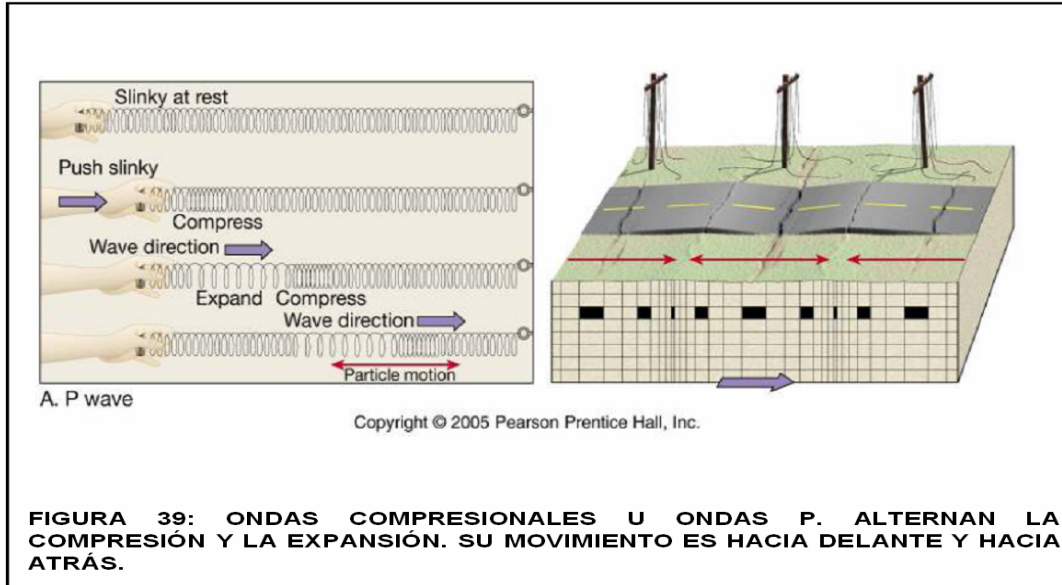 Slinky at rest
Push slinky
Compress
Wave direction
Expand Compress
Wave direction
Particle motion
A. P wave
Copyright © 2005 Pearson Prentice Hall, Inc.
FIGURA 39: ONDAS COMPRESIONALES U ONDAS P. ALTERNAN LA
COMPRESIÓN Y LA EXPANSIÓN. SU MOVIMIENTO ES HACIA DELANTE Y HACIA
ATRÁS.